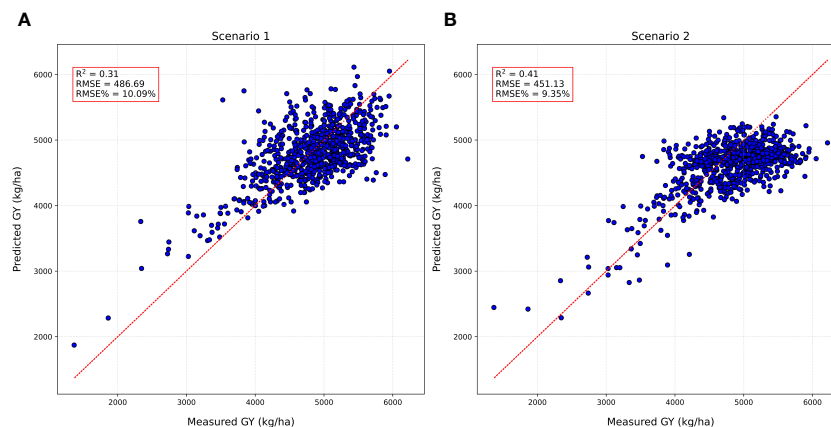 A
Scenario 1
R² = 0.31
RMSE = 486.69
RMSE% = 10.09%
6000
5000
4000
3000
2000
Predicted GY (kg/ha)
2000 3000 4000 5000 6000
Measured GY (kg/ha)
B
Scenario 2
R² = 0.41
RMSE = 451.13
RMSE% = 9.35%
6000
5000
4000
3000
2000
Predicted GY (kg/ha)
2000 3000 4000 5000 6000
Measured GY (kg/ha)